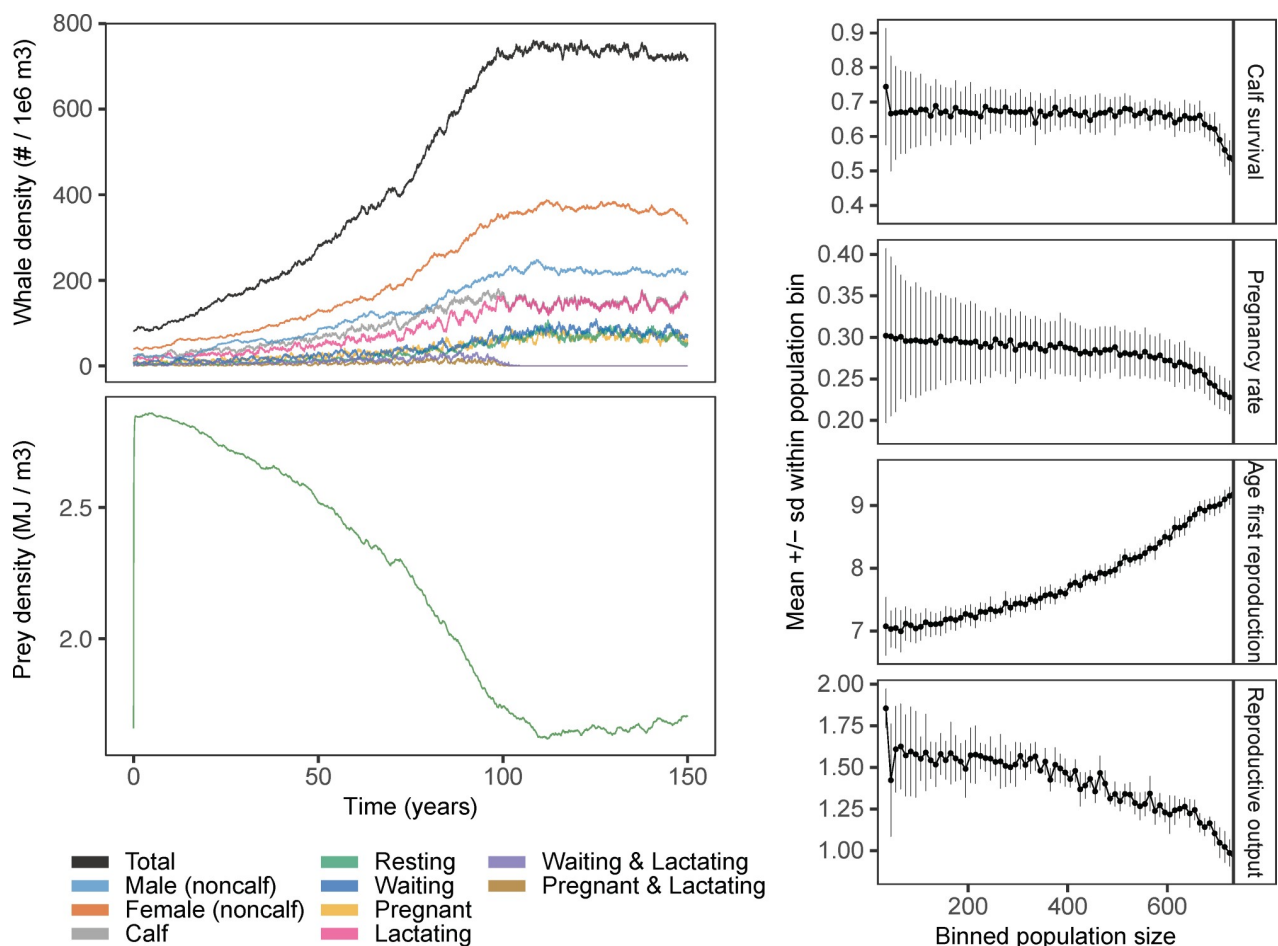 Whale density (# / 1e6 m3)
800
600
400
200
0
Prey density (MJ / m3)
2.5
2.0
0
50
100
150
Time (years)
Total
Male (noncalf)
Female (noncalf)
Calf
Resting
Waiting
Pregnant
Lactating
Waiting & Lactating
Pregnant & Lactating
Mean +/− sd within population bin
0.9
0.8
0.7
0.6
0.5
0.4
Calf survival
0.40
0.35
0.30
0.25
0.20
Pregnancy rate
9
8
7
Age first reproduction
2.00
1.75
1.50
1.25
1.00
Reproductive output
200
400
600
Binned population size